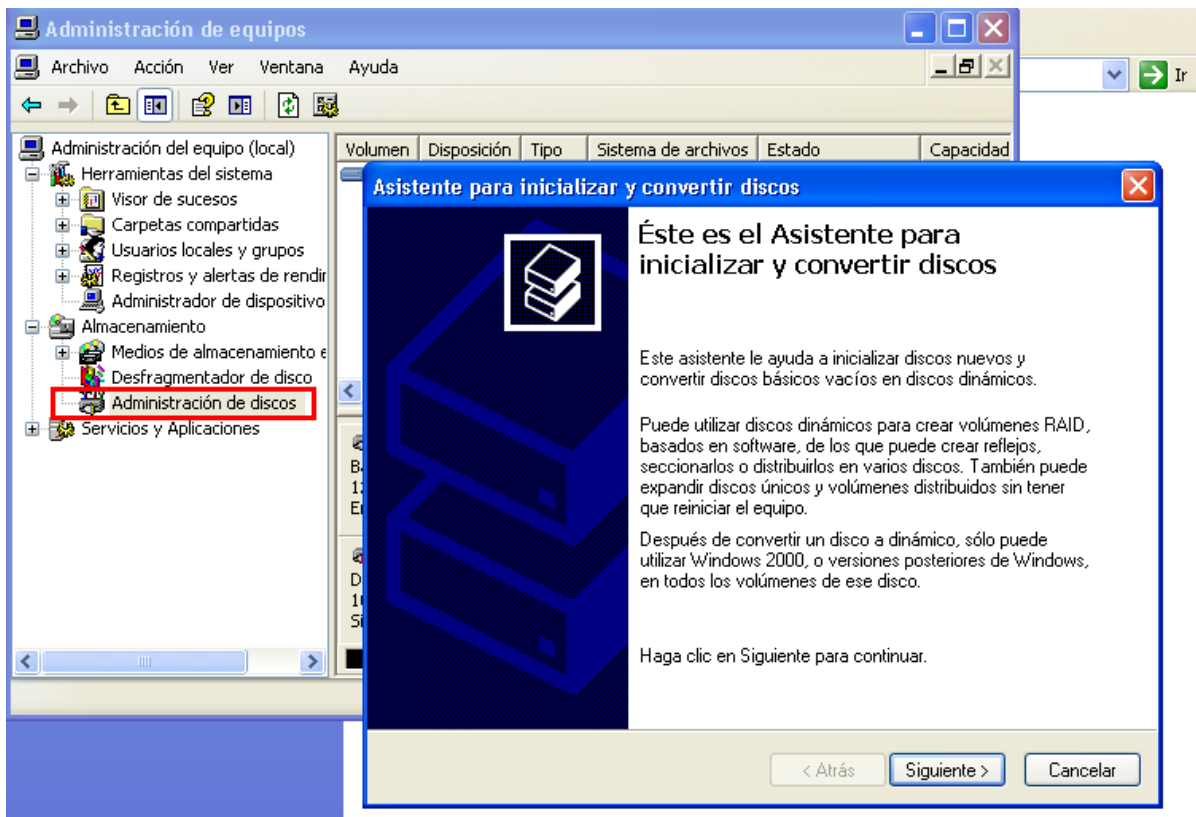 Administración de equipos
Archivo Acción Ver Ventana Ayuda
Ir
Administración del equipo (local)
Herramientas del sistema
Visor de sucesos
Carpetas compartidas
Usuarios locales y grupos
Registros y alertas de rendir
Administrador de dispositivo
Almacenamiento
Medios de almacenamiento e
Desfragmentador de disco
Administración de discos
Servicios y Aplicaciones
Volumen Disposición Tipo Sistema de archivos Estado Capacidad
Asistente para inicializar y convertir discos
Éste es el Asistente para
inicializar y convertir discos
Este asistente le ayuda a inicializar discos nuevos y
convertir discos básicos vacíos en discos dinámicos.
Puede utilizar discos dinámicos para crear volúmenes RAID,
basados en software, de los que puede crear reflejos,
seccionarlos o distribuirlos en varios discos. También puede
expandir discos únicos y volúmenes distribuidos sin tener
que reiniciar el equipo.
Después de convertir un disco a dinámico, sólo puede
utilizar Windows 2000, o versiones posteriores de Windows,
en todos los volúmenes de ese disco.
Haga clic en Siguiente para continuar.
< Atrás Siguiente > Cancelar